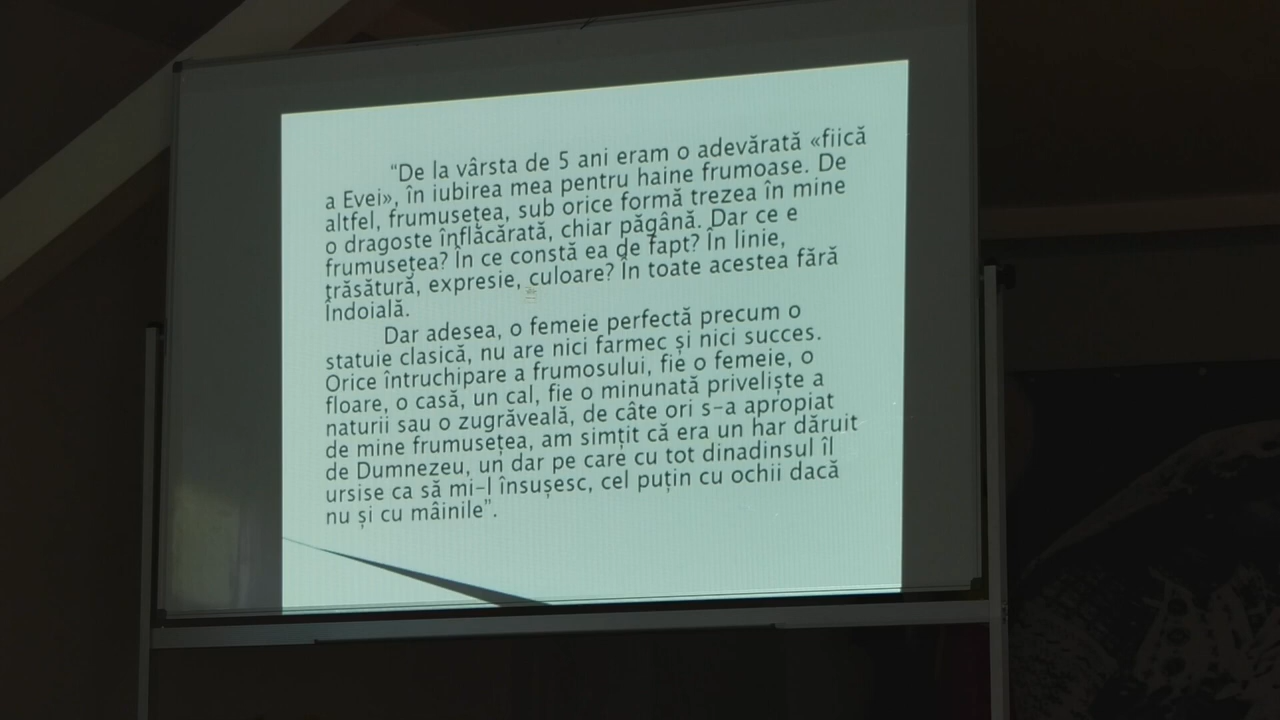 “De la vârsta de 5 ani eram o adevărată «fiică
a Evei», în iubirea mea pentru haine frumoase. De
altfel, frumusețea, sub orice formă trezea în mine
o dragoste înflăcărată, chiar păgână. Dar ce e
frumusețea? În ce constă ea de fapt? În linie,
trăsătură, expresie, culoare? În toate acestea fără
îndoială.
Dar adesea, o femeie perfectă precum o
statuie clasică, nu are nici farmec și nici succes.
Orice întruchipare a frumosului, fie o femeie, o
floare, o casă, un cal, fie o minunată priveliște a
naturii sau o zugrăveală, de câte ori s-a apropiat
de mine frumusețea, am simțit că era un har dăruit
de Dumnezeu, un dar pe care cu tot dinadinsul îl
ursise ca să mi-l însușesc, cel puțin cu ochii dacă
nu și cu mâinile”.